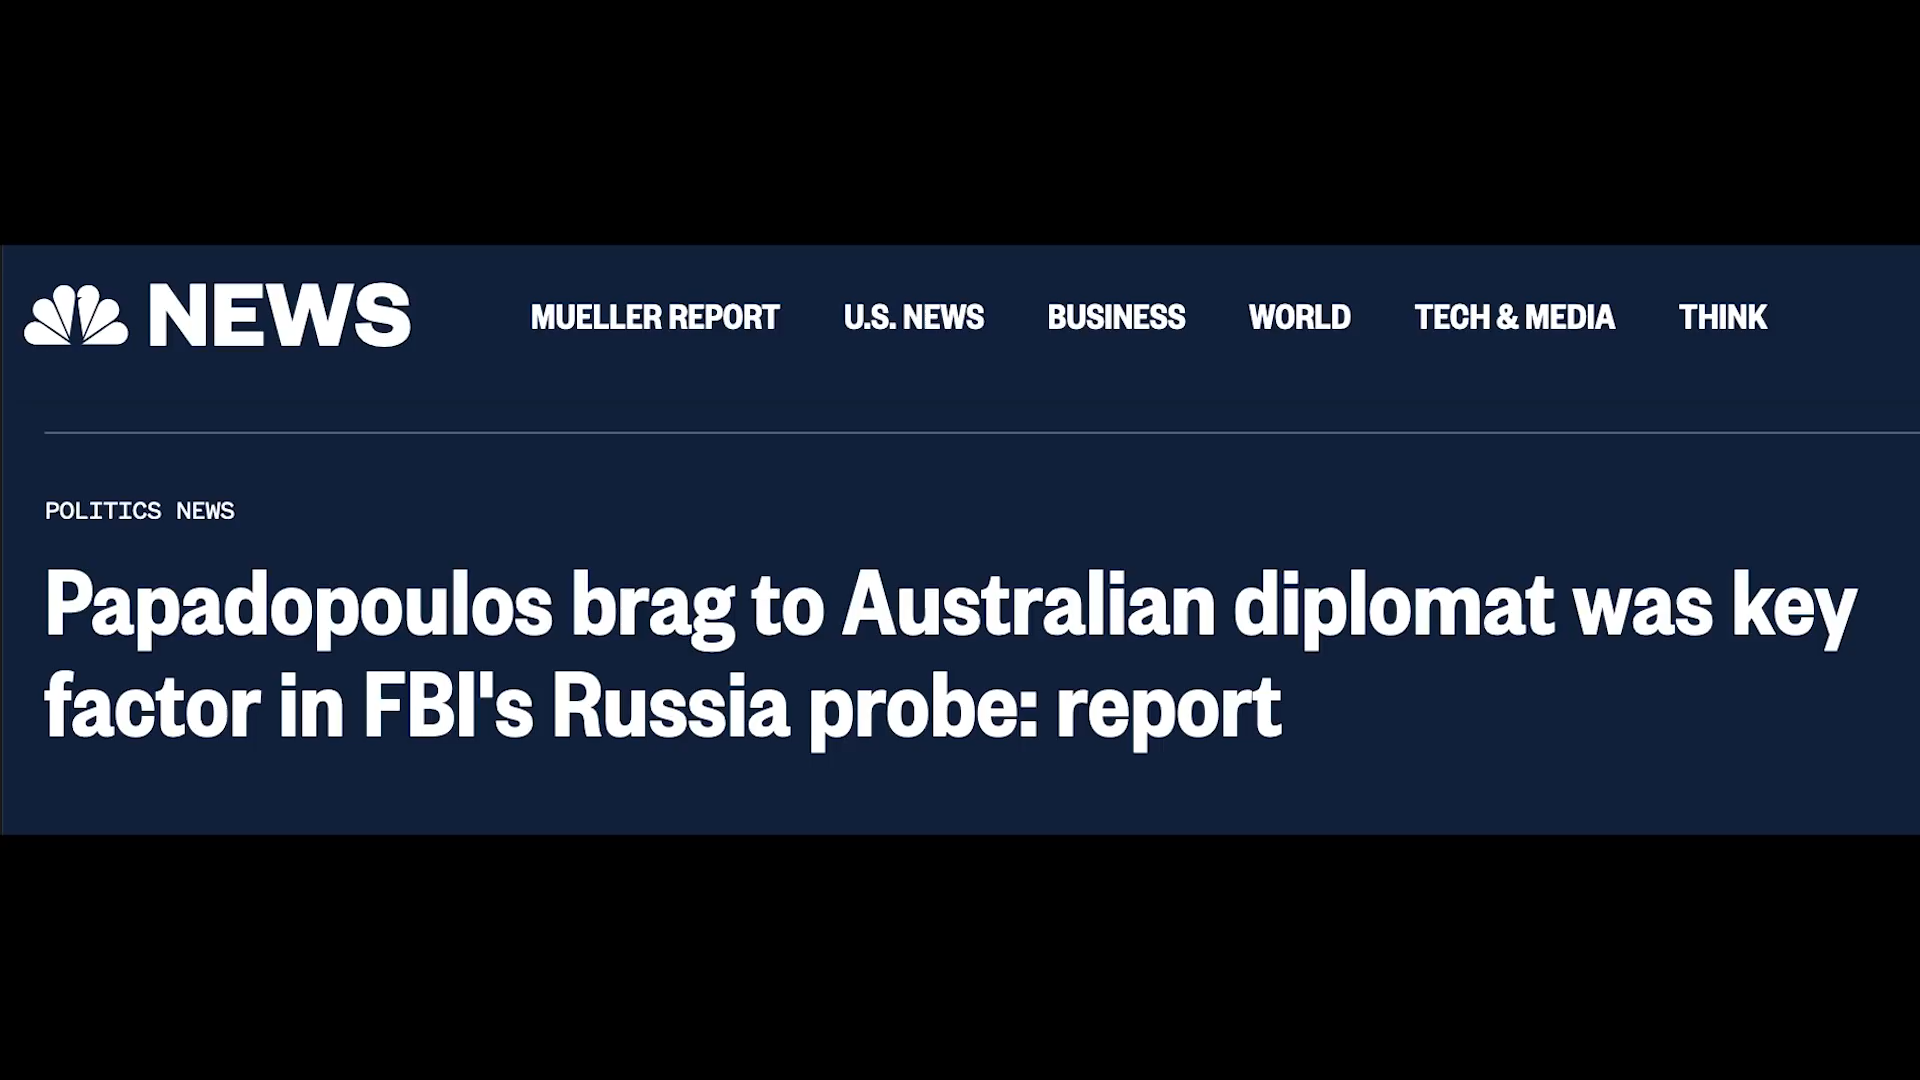 NEWS MUELLER REPORT U.S. NEWS BUSINESS WORLD TECH & MEDIA THINK
POLITICS NEWS
Papadopoulos brag to Australian diplomat was key
factor in FBI's Russia probe: report